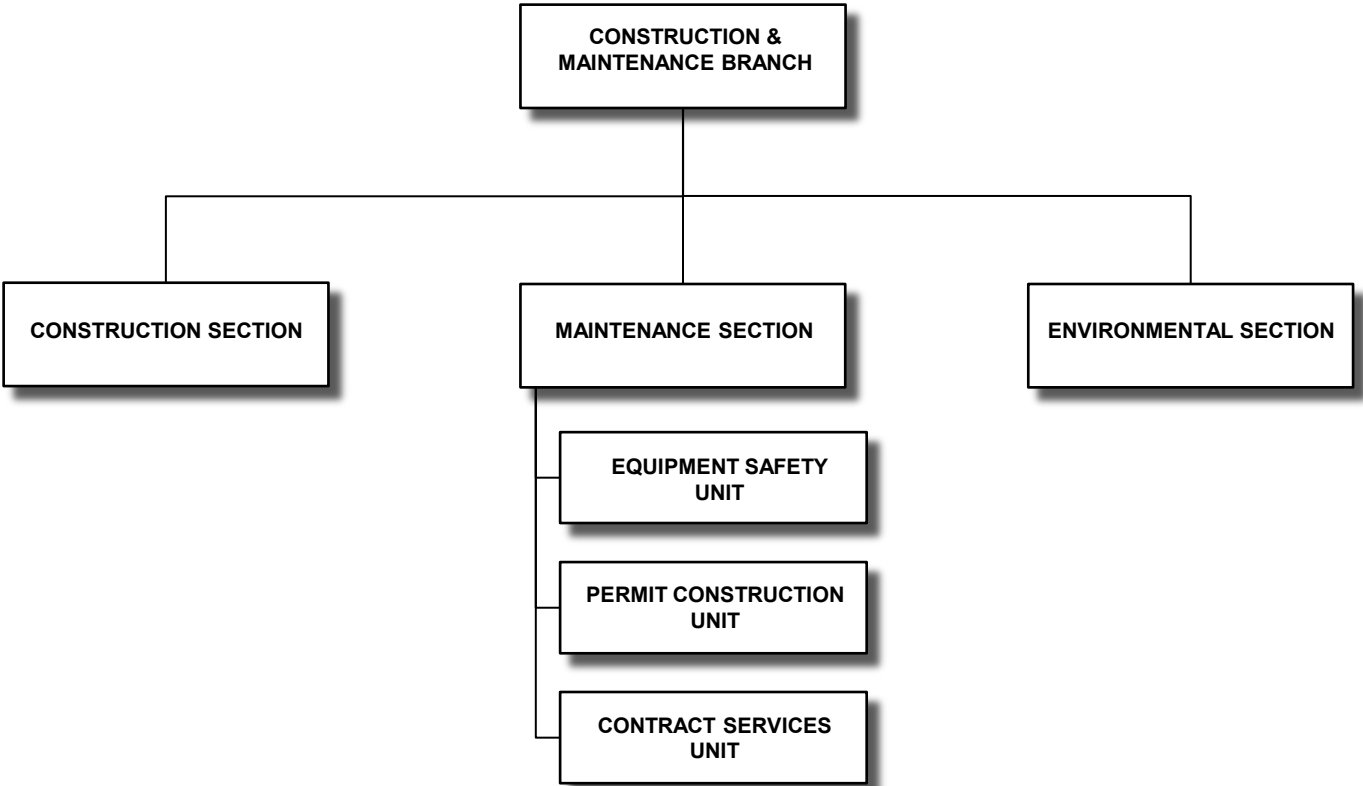 CONSTRUCTION &
MAINTENANCE BRANCH
CONSTRUCTION SECTION
MAINTENANCE SECTION
ENVIRONMENTAL SECTION
EQUIPMENT SAFETY
UNIT
PERMIT CONSTRUCTION
UNIT
CONTRACT SERVICES
UNIT